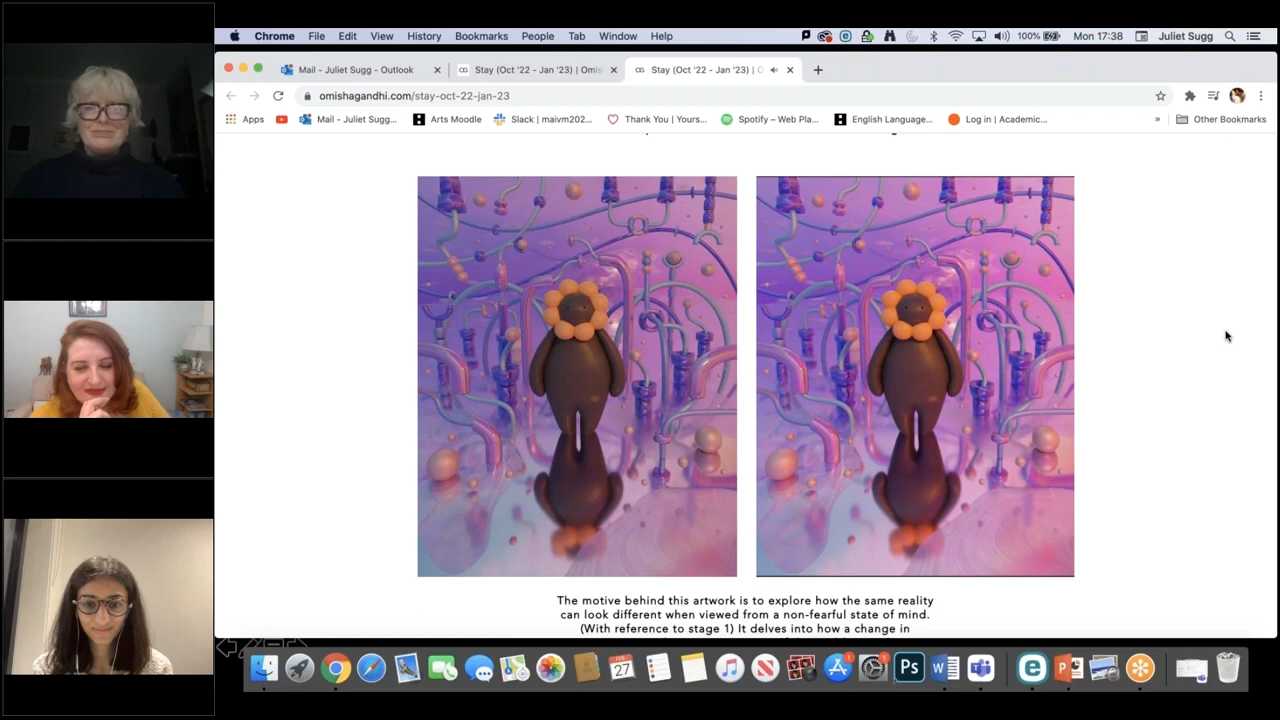 Chrome File Edit View History Bookmarks People Tab Window Help 100% Mon 17:38 Juliet Sugg
Mail - Juliet Sugg - Outlook Stay (Oct '22 - Jan '23) | Omis Stay (Oct '22 - Jan '23) | O
omishagandhi.com/stay-oct-22-jan-23
Apps Mail - Juliet Sugg... Arts Moodle Slack | maivm202... Thank You | Yours... Spotify – Web Pla... English Language... Log in | Academic... » Other Bookmarks
The motive behind this artwork is to explore how the same reality
can look different when viewed from a non-fearful state of mind.
(With reference to stage 1) It delves into how a change in
FEB
27
Ps